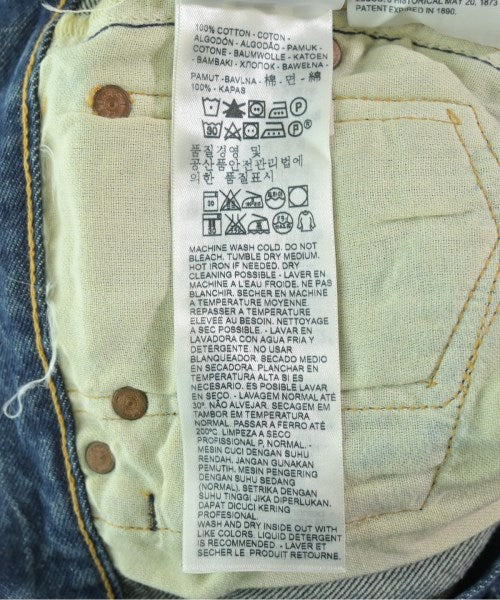 HISTORICAL MAY 20, 1873
PATENT EXPIRED IN 1890.
100% COTTON - COTON -
ALGODÓN - ALGODÃO - PAMUK -
COTONE - BAUMWOLLE - KATOEN
- BAMBAKI - ХЛОПОК - BAWEŁNA -
PAMUT - BAVLNA - 棉 - 면 - 綿
100% - KAPAS
30
품질경영 및
공산품안전관리법에
의한 품질표시
MACHINE WASH COLD. DO NOT
BLEACH. TUMBLE DRY MEDIUM.
HOT IRON IF NEEDED. DRY
CLEANING POSSIBLE - LAVER EN
MACHINE A L'EAU FROIDE. NE PAS
BLANCHIR. SÉCHER EN MACHINE
A TEMPERATURE MOYENNE
REPASSER A TEMPERATURE
ELEVEE AU BESOIN. NETTOYAGE
A SEC POSSIBLE. - LAVAR EN
LAVADORA CON AGUA FRIA Y
DETERGENTE. NO USAR
BLANQUEADOR. SECADO MEDIO
EN SECADORA. PLANCHAR EN
TEMPERATURA ALTA SI ES
NECESARIO. ES POSIBLE LAVAR
EN SECO. - LAVAGEM NORMAL ATÉ
30º NÃO ALVEJAR. SECAGEM EM
TAMBOR EM TEMPERATURA
NORMAL. PASSAR A FERRO ATÉ
200ºC. LIMPEZA A SECO
PROFISSIONAL P, NORMAL. -
MESIN CUCI DENGAN SUHU
RENDAH. JANGAN GUNAKAN
PEMUTIH. MESIN PENGERING
DENGAN SUHU SEDANG
(NORMAL). SETRIKA DENGAN
SUHU TINGGI JIKA DIPERLUKAN.
DAPAT DICUCI KERING
PROFESIONAL.
WASH AND DRY INSIDE OUT WITH
LIKE COLORS. LIQUID DETERGENT
IS RECOMMENDED. - LAVER ET
SÉCHER LE PRODUIT RETOURNE.